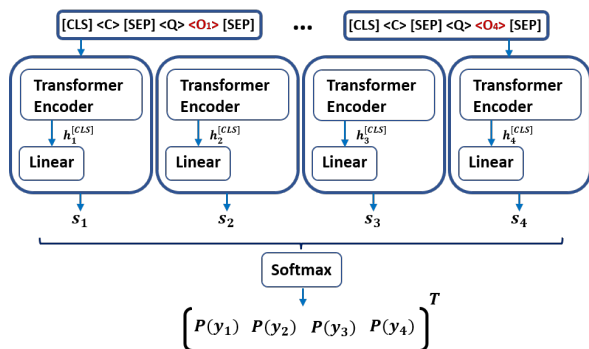 [CLS] <C> [SEP] <Q> <O₁> [SEP] ... [CLS] <C> [SEP] <Q> <O₄> [SEP]
Transformer Encoder
h₁^[CLS]
Linear
s₁
Transformer Encoder
h₂^[CLS]
Linear
s₂
Transformer Encoder
h₃^[CLS]
Linear
s₃
Transformer Encoder
h₄^[CLS]
Linear
s₄
Softmax
[P(y₁) P(y₂) P(y₃) P(y₄)]^T